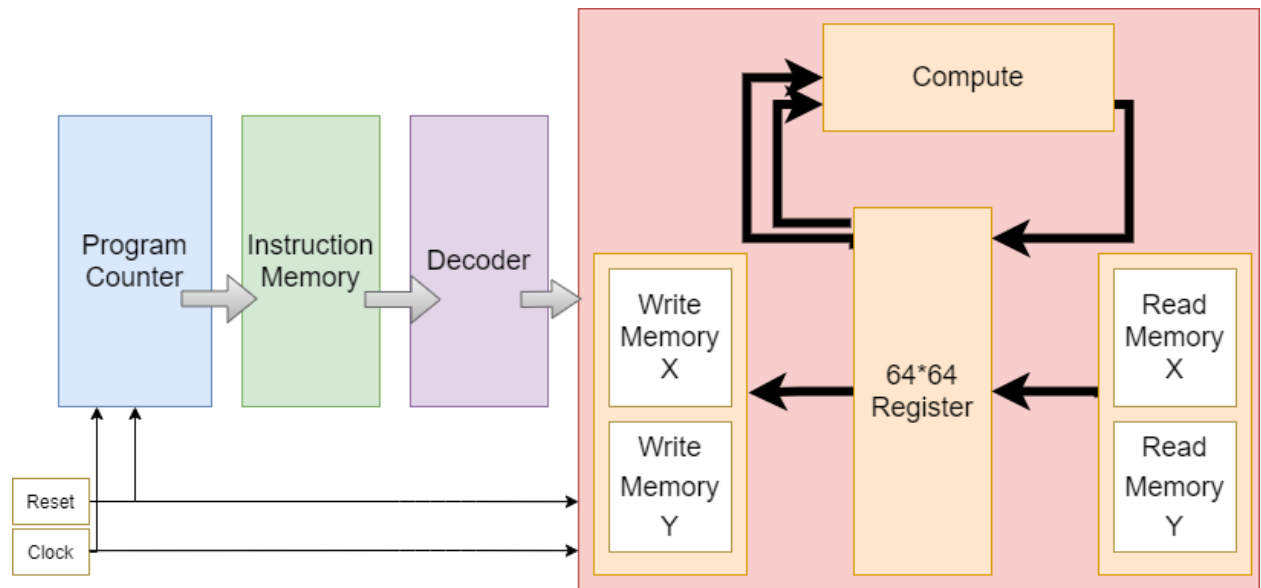 Compute
Program
Counter
Instruction
Memory
Decoder
Write
Memory
X
64*64
Register
Read
Memory
X
Write
Memory
Y
Read
Memory
Y
Reset
Clock